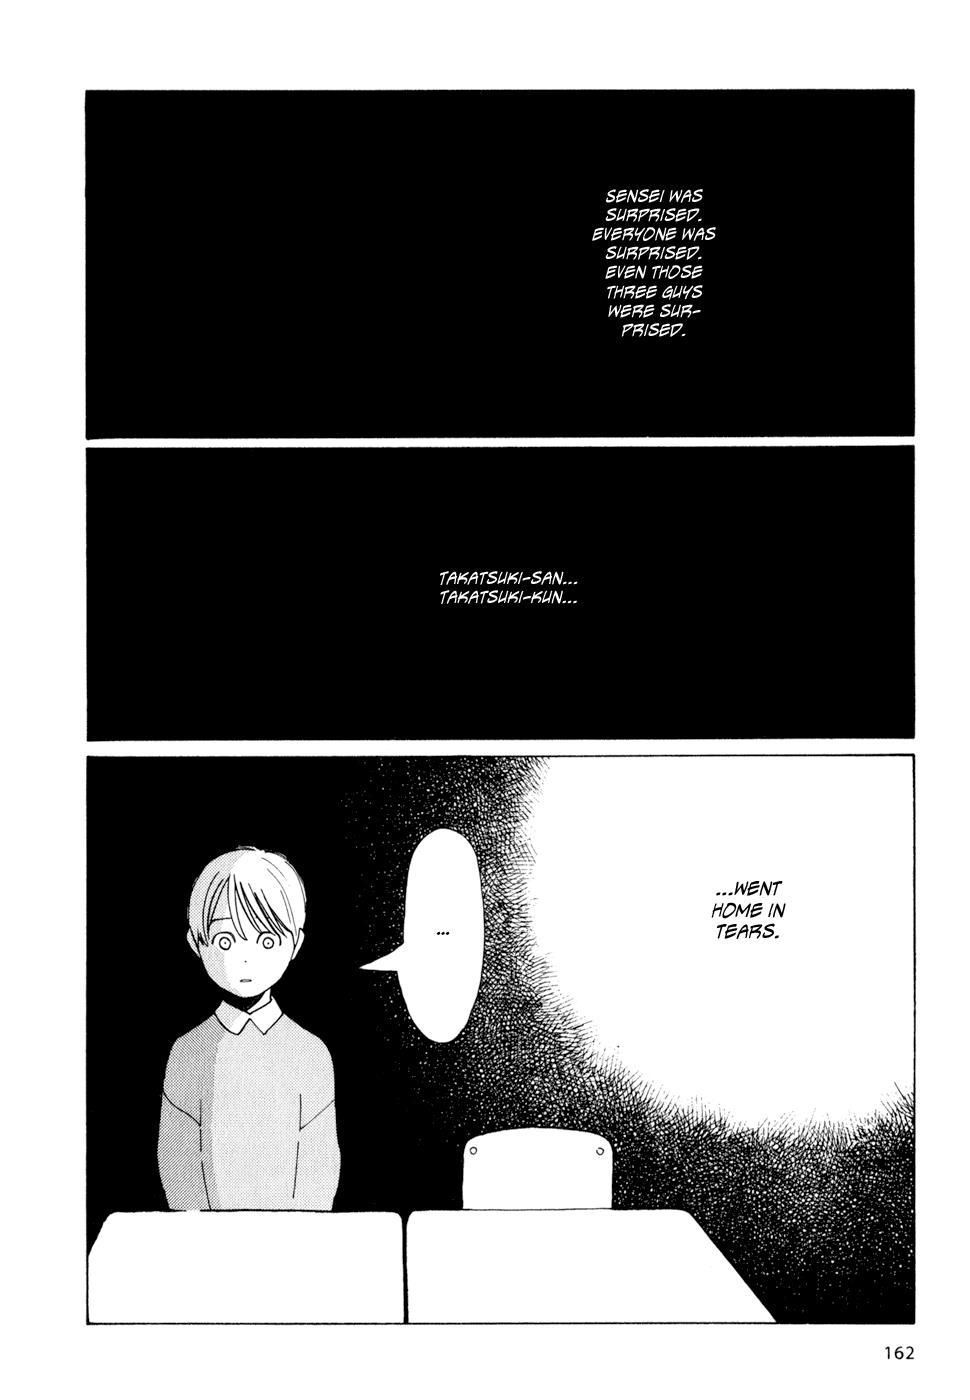 SENSEI WAS
SURPRISED.
EVERYONE WAS
SURPRISED.
EVEN THOSE
THREE GUYS
WERE SUR-
PRISED.
TAKATSUKI-SAN...
TAKATSUKI-KUN...
...WENT
HOME IN
TEARS.
...
162